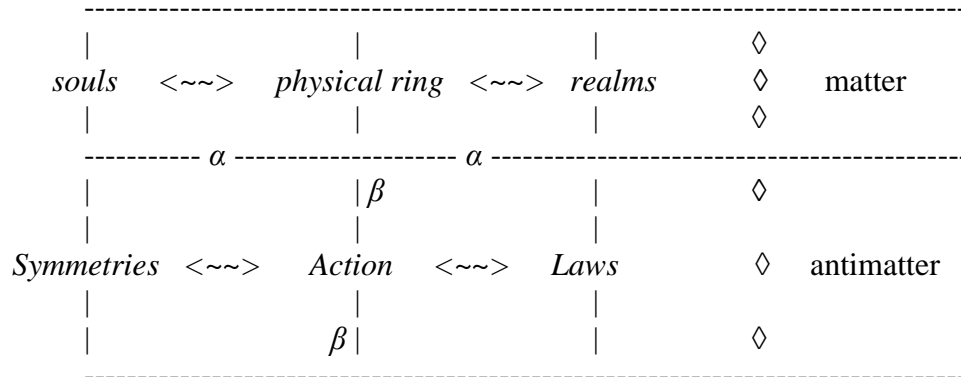 ----------------------------------------------------------
| | | ◊
souls <~~> physical ring <~~> realms ◊ matter
| | | ◊
----------- α --------------------- α -------------------------------
| |β | ◊
| | |
Symmetries <~~> Action <~~> Laws ◊ antimatter
| | |
| β| | ◊
----------------------------------------------------------